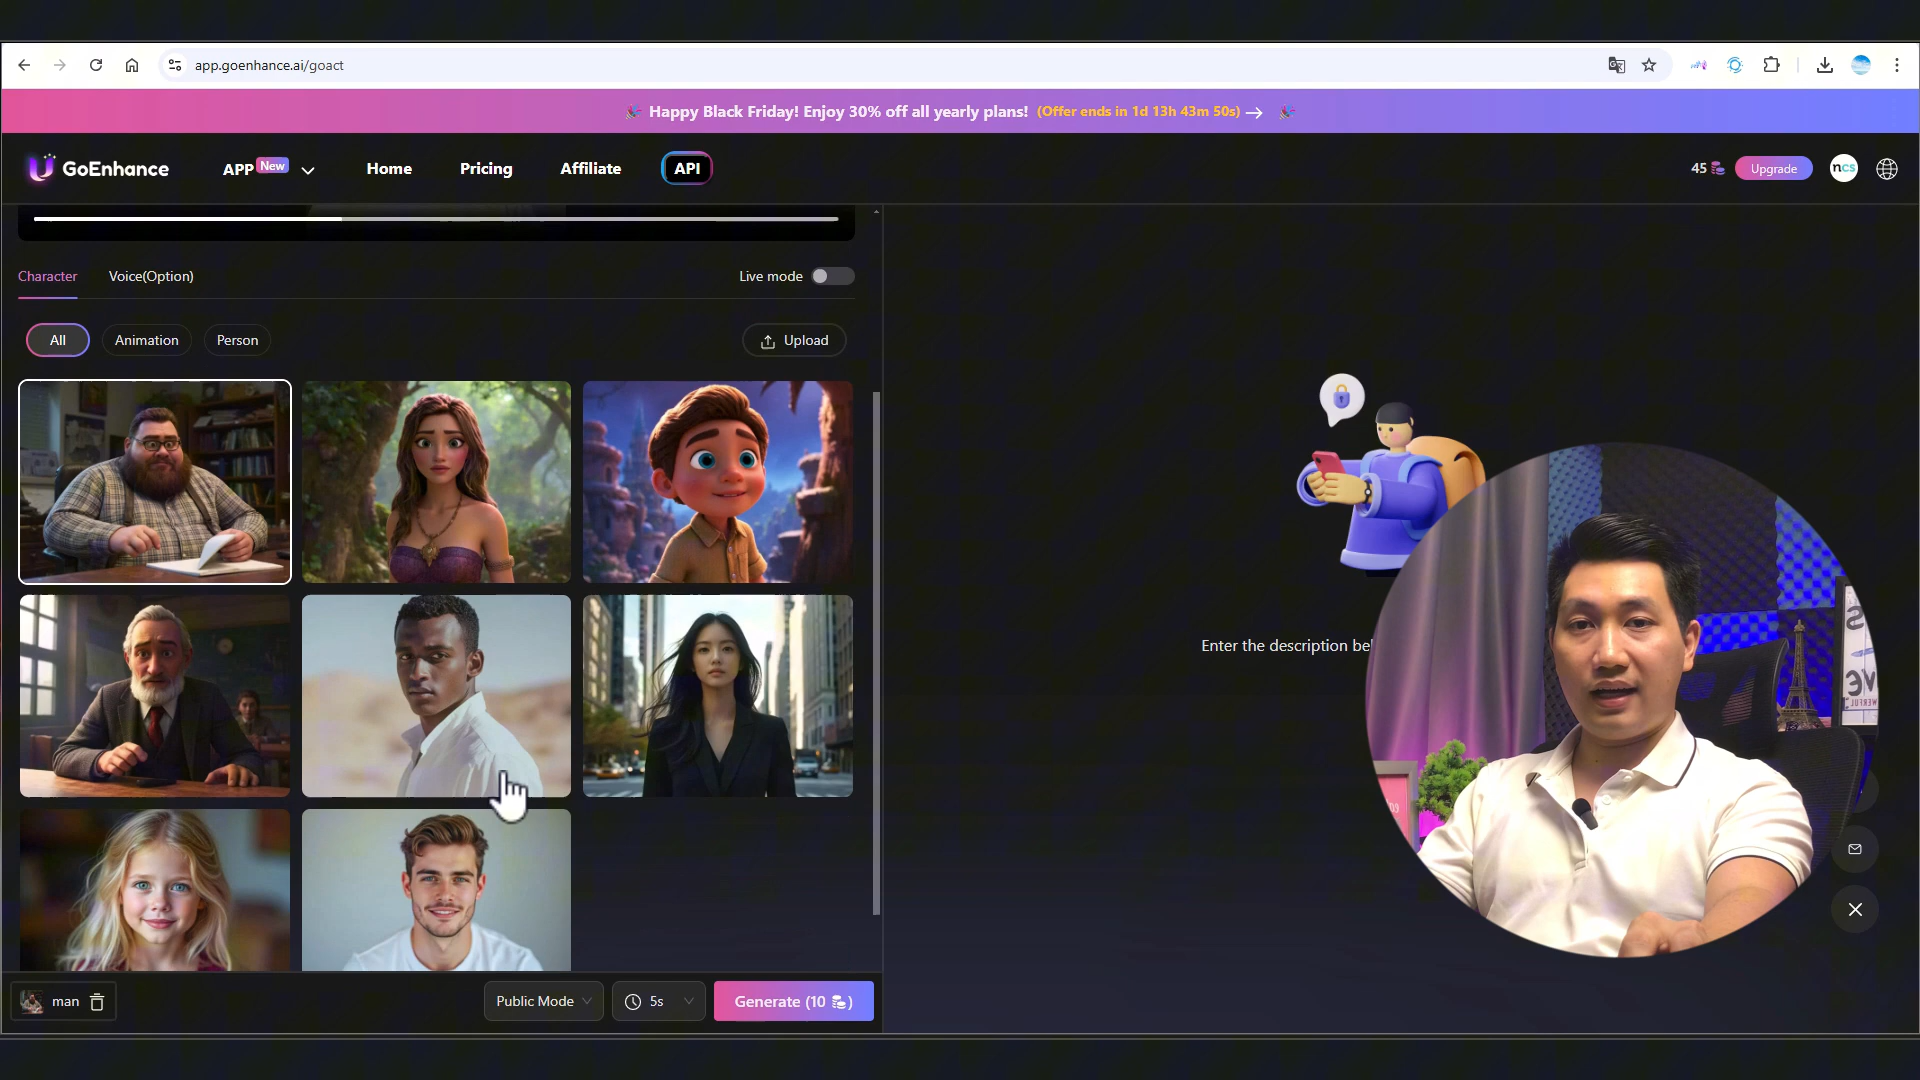 app.goenhance.ai/goact
Happy Black Friday! Enjoy 30% off all yearly plans! (Offer ends in 1d 13h 43m 50s) →
GoEnhance
APP New
Home
Pricing
Affiliate
API
45
Upgrade
ncs
Character
Voice(Option)
Live mode
All
Animation
Person
Upload
Enter the description bel
man
Public Mode
5s
Generate (10 )